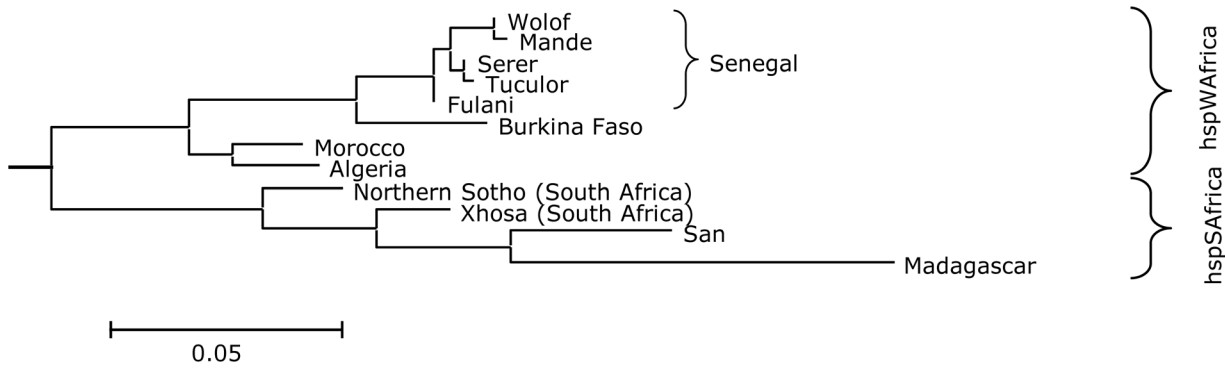 Wolof
Mande
Serer
Tuculor
Fulani
Senegal
Burkina Faso
Morocco
Algeria
Northern Sotho (South Africa)
Xhosa (South Africa)
San
Madagascar
hspWAfrica
hspSAfrica
0.05